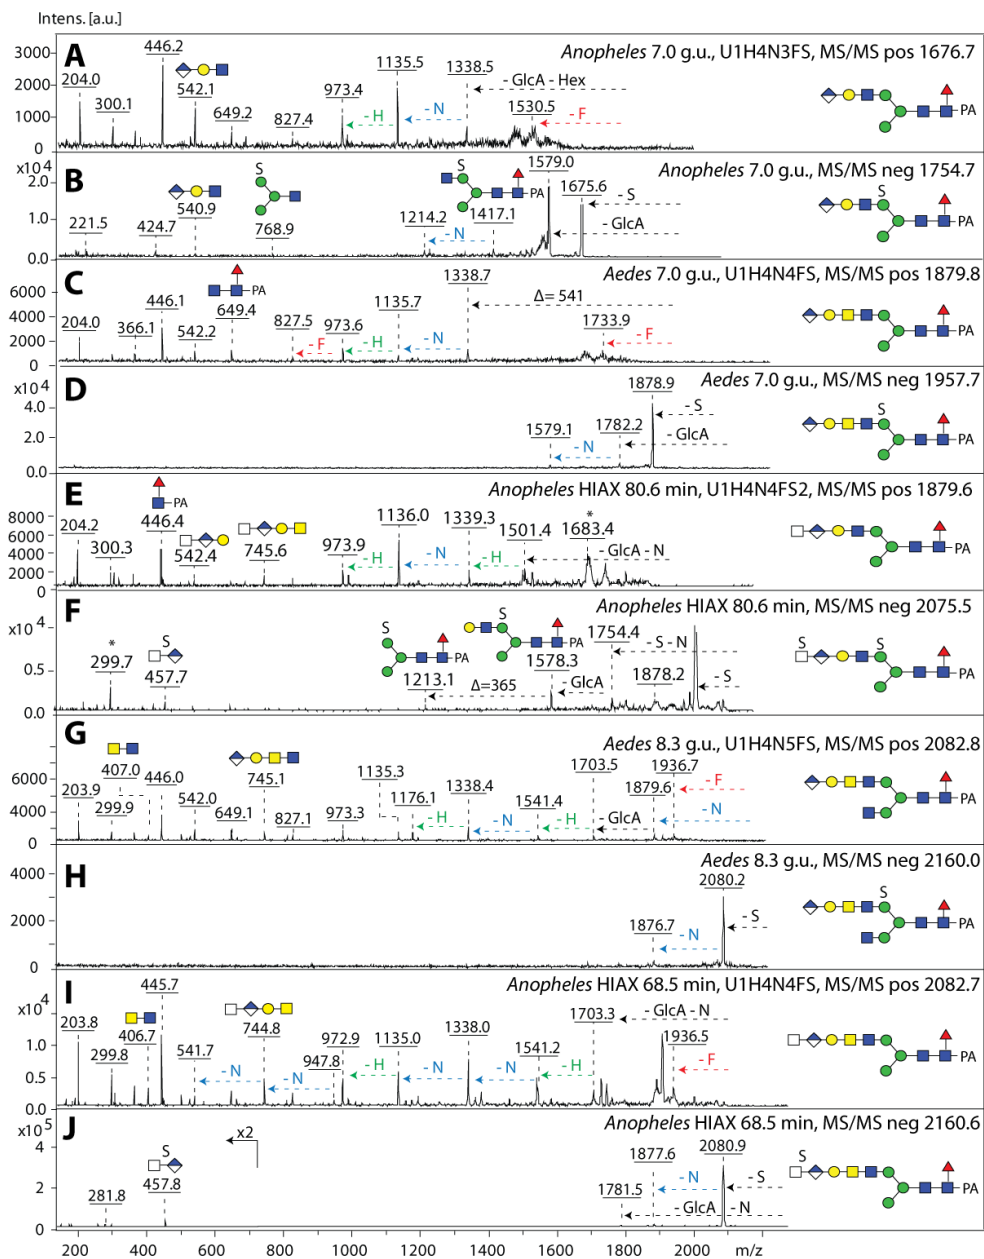 Intens. [a.u.]
A
Anopheles 7.0 g.u., U1H4N3FS, MS/MS pos 1676.7
3000
2000
1000
0
204.0
300.1
446.2
542.1
649.2
827.4
973.4
- H
1135.5
- N
1338.5
- GlcA - Hex
1530.5
- F
PA
B
Anopheles 7.0 g.u., MS/MS neg 1754.7
x10⁴
2.0
1.0
0.0
221.5
424.7
540.9
S
768.9
S
PA
1214.2
- N
1417.1
1579.0
1675.6
- S
- GlcA
S
PA
C
Aedes 7.0 g.u., U1H4N4FS, MS/MS pos 1879.8
6000
4000
2000
0
204.0
366.1
446.1
542.2
PA
649.4
827.5
- F
973.6
- H
1135.7
- N
1338.7
Δ= 541
1733.9
- F
S
PA
D
Aedes 7.0 g.u., MS/MS neg 1957.7
x10⁴
4.0
2.0
0.0
1579.1
- N
1782.2
- GlcA
1878.9
- S
S
PA
E
Anopheles HIAX 80.6 min, U1H4N4FS2, MS/MS pos 1879.6
8000
6000
4000
2000
0
204.2
300.3
PA
446.4
542.4
745.6
973.9
- H
1136.0
- N
1339.3
- H
1501.4
- GlcA - N
*
1683.4
PA
F
Anopheles HIAX 80.6 min, MS/MS neg 2075.5
x10⁴
0.5
0.0
*
299.7
S
457.7
S
PA
1213.1
Δ=365
S
PA
1578.3
- GlcA
1754.4
- S - N
1878.2
- S
S
S
PA
G
Aedes 8.3 g.u., U1H4N5FS, MS/MS pos 2082.8
6000
4000
2000
0
203.9
299.9
407.0
446.0
542.0
649.1
745.1
827.1
973.3
1135.3
1176.1
- H
1338.4
- N
1541.4
- H
1703.5
- GlcA
1879.6
- N
1936.7
- F
PA
H
Aedes 8.3 g.u., MS/MS neg 2160.0
4000
2000
0
1876.7
- N
2080.2
- S
S
PA
I
Anopheles HIAX 68.5 min, U1H4N4FS, MS/MS pos 2082.7
x10⁴
1.0
0.5
0.0
203.8
299.8
406.7
445.7
541.7
- N
744.8
- N
947.8
972.9
- H
1135.0
- N
1338.0
- N
1541.2
- H
1703.3
- GlcA - N
1936.5
- F
PA
J
Anopheles HIAX 68.5 min, MS/MS neg 2160.6
x10⁵
4
2
0
281.8
S
457.8
x2
1781.5
- GlcA - N
1877.6
- N
2080.9
- S
S
PA
200 400 600 800 1000 1200 1400 1600 1800 2000 m/z